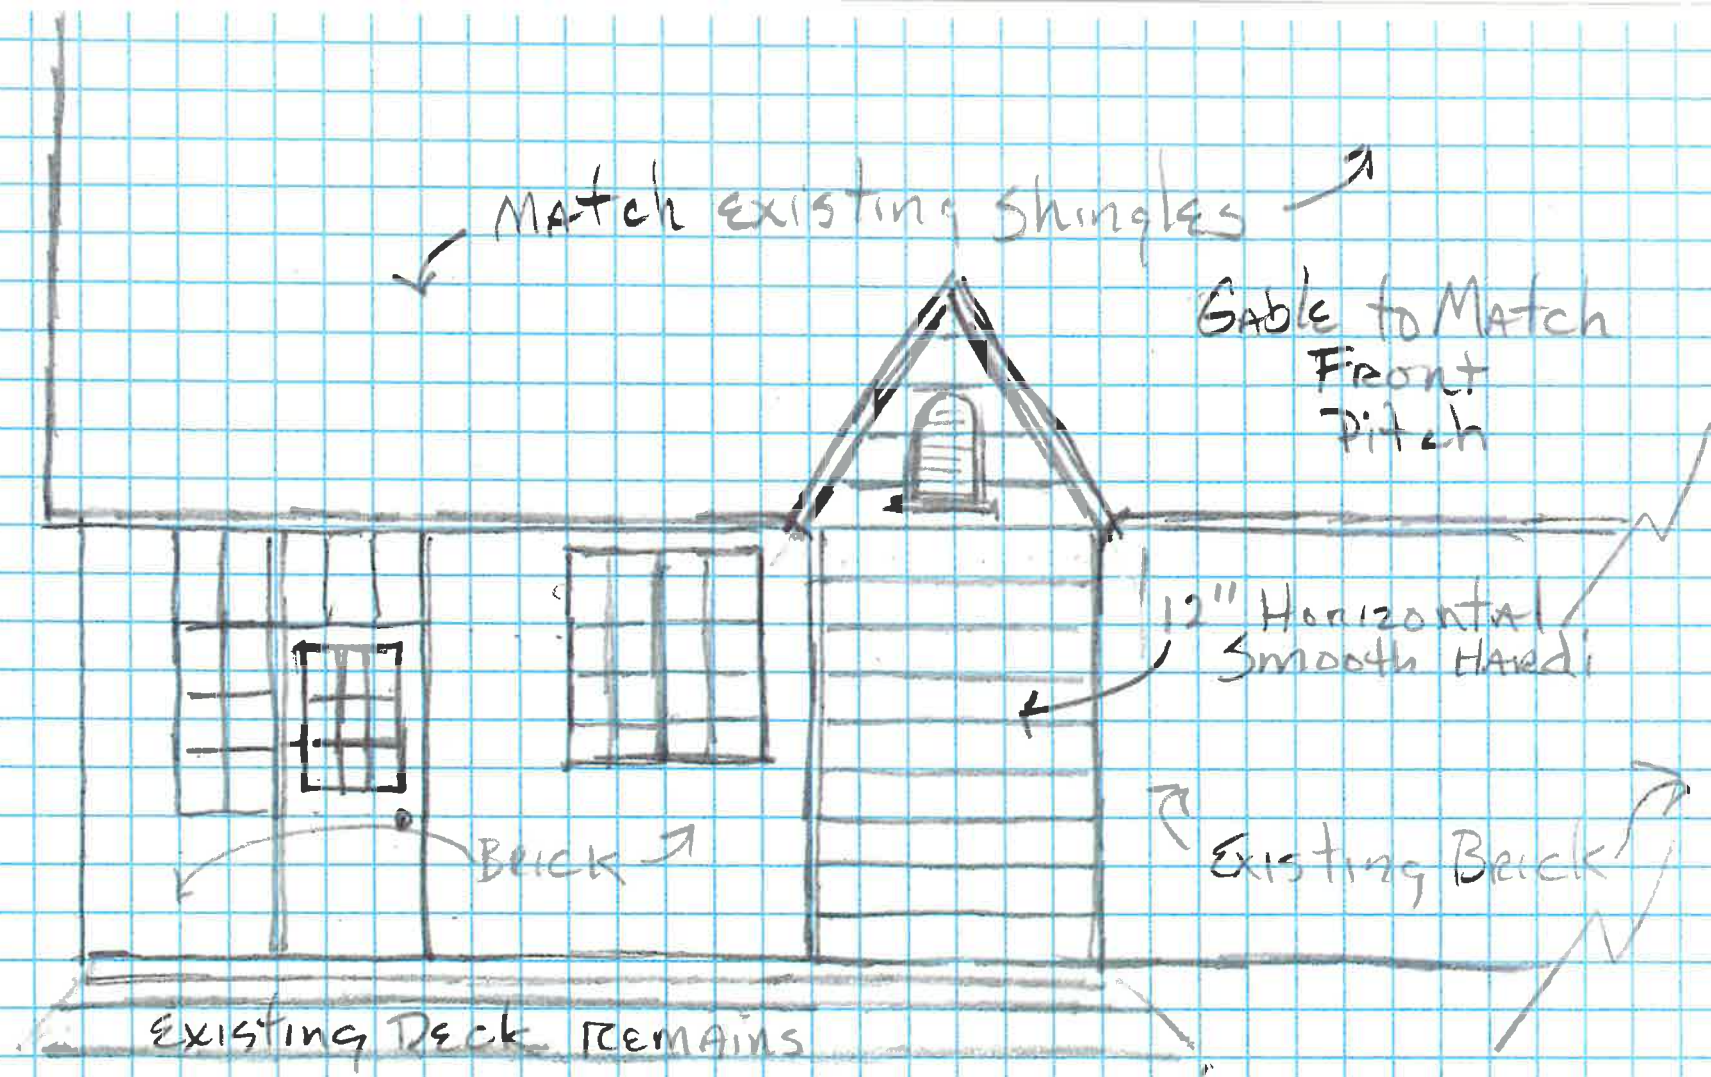 Match existing Shingles
Gable to Match
Front
Pitch
12" Horizontal
Smooth Hardi
Brick
Existing Brick
Existing Deck Remains